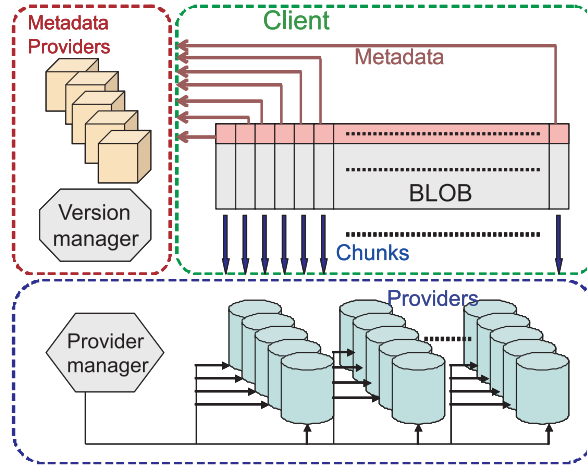 Metadata
Providers
Client
Metadata
BLOB
Version
manager
Chunks
Providers
Provider
manager